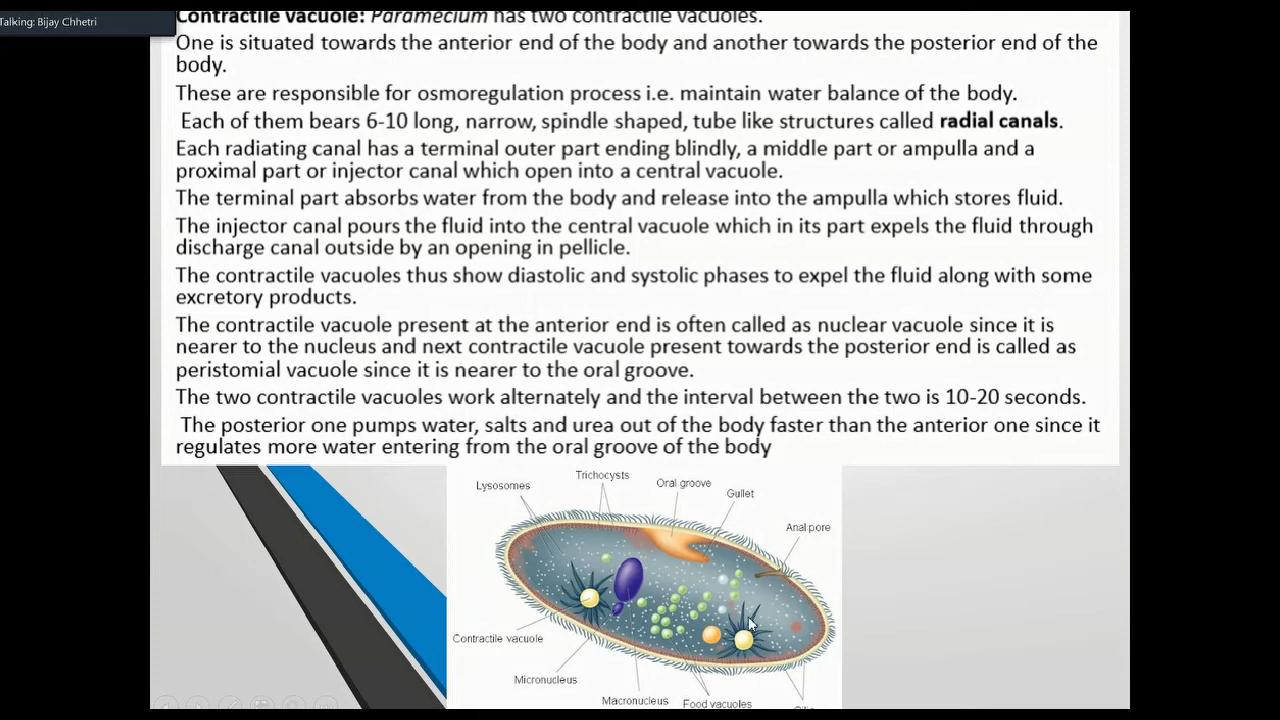 Talking: Bijay Chhetri
Contractile vacuole: Paramecium has two contractile vacuoles.
One is situated towards the anterior end of the body and another towards the posterior end of the
body.
These are responsible for osmoregulation process i.e. maintain water balance of the body.
Each of them bears 6-10 long, narrow, spindle shaped, tube like structures called radial canals.
Each radiating canal has a terminal outer part ending blindly, a middle part or ampulla and a
proximal part or injector canal which open into a central vacuole.
The terminal part absorbs water from the body and release into the ampulla which stores fluid.
The injector canal pours the fluid into the central vacuole which in its part expels the fluid through
discharge canal outside by an opening in pellicle.
The contractile vacuoles thus show diastolic and systolic phases to expel the fluid along with some
excretory products.
The contractile vacuole present at the anterior end is often called as nuclear vacuole since it is
nearer to the nucleus and next contractile vacuole present towards the posterior end is called as
peristomial vacuole since it is nearer to the oral groove.
The two contractile vacuoles work alternately and the interval between the two is 10-20 seconds.
The posterior one pumps water, salts and urea out of the body faster than the anterior one since it
regulates more water entering from the oral groove of the body
Trichocysts
Lysosomes
Oral groove
Gullet
Anal pore
Contractile vacuole
Micronucleus
Macronucleus
Food vacuoles